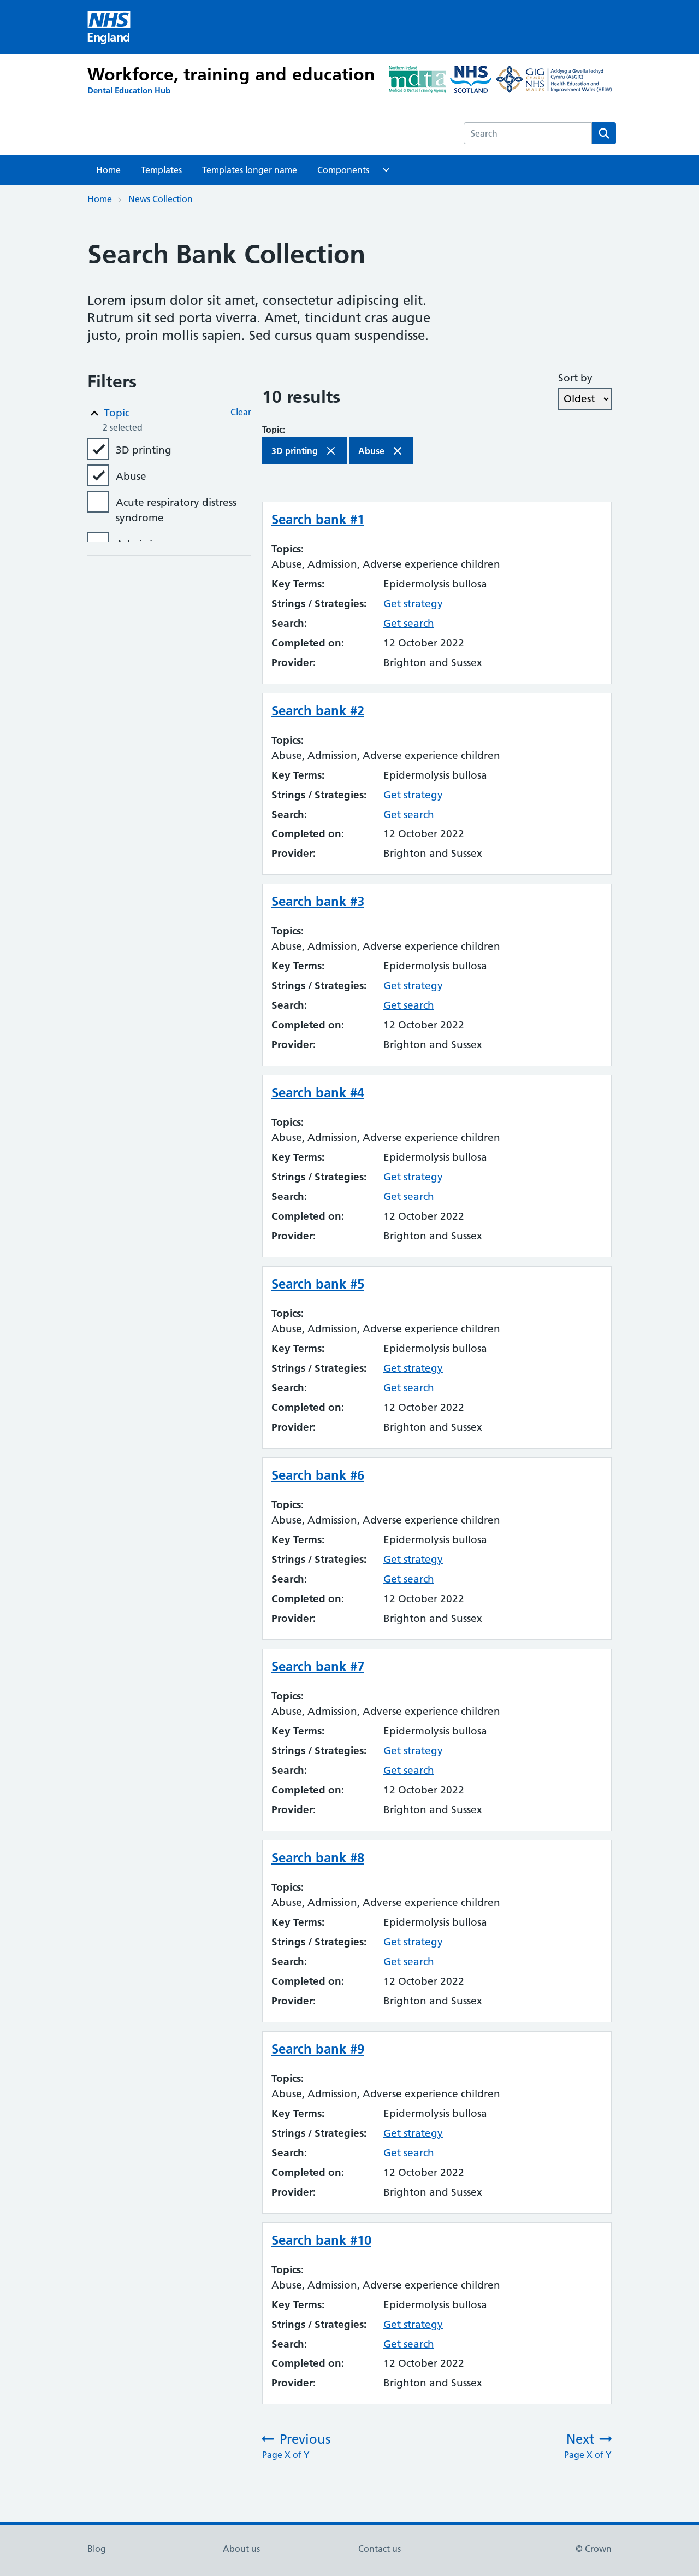 NHS
England
Workforce, training and education
Dental Education Hub
Northern Ireland
mdta
Medical & Dental Training Agency
NHS
SCOTLAND
GIG
CYMRU
NHS
WALES
Addysg a Gwella Iechyd
Cymru (AaGIC)
Health Education and
Improvement Wales (HEIW)
Search
Home
Templates
Templates longer name
Components
Home
News Collection
Search Bank Collection
Lorem ipsum dolor sit amet, consectetur adipiscing elit.
Rutrum sit sed porta viverra. Amet, tincidunt cras augue
justo, proin mollis sapien. Sed cursus quam suspendisse.
Filters
Topic
Clear
2 selected
3D printing
Abuse
Acute respiratory distress
syndrome
10 results
Sort by
Oldest
Topic:
3D printing
Abuse
Search bank #1
Topics:
Abuse, Admission, Adverse experience children
Key Terms: Epidermolysis bullosa
Strings / Strategies: Get strategy
Search: Get search
Completed on: 12 October 2022
Provider: Brighton and Sussex
Search bank #2
Topics:
Abuse, Admission, Adverse experience children
Key Terms: Epidermolysis bullosa
Strings / Strategies: Get strategy
Search: Get search
Completed on: 12 October 2022
Provider: Brighton and Sussex
Search bank #3
Topics:
Abuse, Admission, Adverse experience children
Key Terms: Epidermolysis bullosa
Strings / Strategies: Get strategy
Search: Get search
Completed on: 12 October 2022
Provider: Brighton and Sussex
Search bank #4
Topics:
Abuse, Admission, Adverse experience children
Key Terms: Epidermolysis bullosa
Strings / Strategies: Get strategy
Search: Get search
Completed on: 12 October 2022
Provider: Brighton and Sussex
Search bank #5
Topics:
Abuse, Admission, Adverse experience children
Key Terms: Epidermolysis bullosa
Strings / Strategies: Get strategy
Search: Get search
Completed on: 12 October 2022
Provider: Brighton and Sussex
Search bank #6
Topics:
Abuse, Admission, Adverse experience children
Key Terms: Epidermolysis bullosa
Strings / Strategies: Get strategy
Search: Get search
Completed on: 12 October 2022
Provider: Brighton and Sussex
Search bank #7
Topics:
Abuse, Admission, Adverse experience children
Key Terms: Epidermolysis bullosa
Strings / Strategies: Get strategy
Search: Get search
Completed on: 12 October 2022
Provider: Brighton and Sussex
Search bank #8
Topics:
Abuse, Admission, Adverse experience children
Key Terms: Epidermolysis bullosa
Strings / Strategies: Get strategy
Search: Get search
Completed on: 12 October 2022
Provider: Brighton and Sussex
Search bank #9
Topics:
Abuse, Admission, Adverse experience children
Key Terms: Epidermolysis bullosa
Strings / Strategies: Get strategy
Search: Get search
Completed on: 12 October 2022
Provider: Brighton and Sussex
Search bank #10
Topics:
Abuse, Admission, Adverse experience children
Key Terms: Epidermolysis bullosa
Strings / Strategies: Get strategy
Search: Get search
Completed on: 12 October 2022
Provider: Brighton and Sussex
Previous
Page X of Y
Next
Page X of Y
Blog
About us
Contact us
© Crown